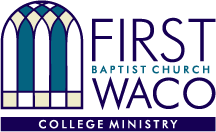 FIRST
BAPTIST CHURCH
WACO
COLLEGE MINISTRY